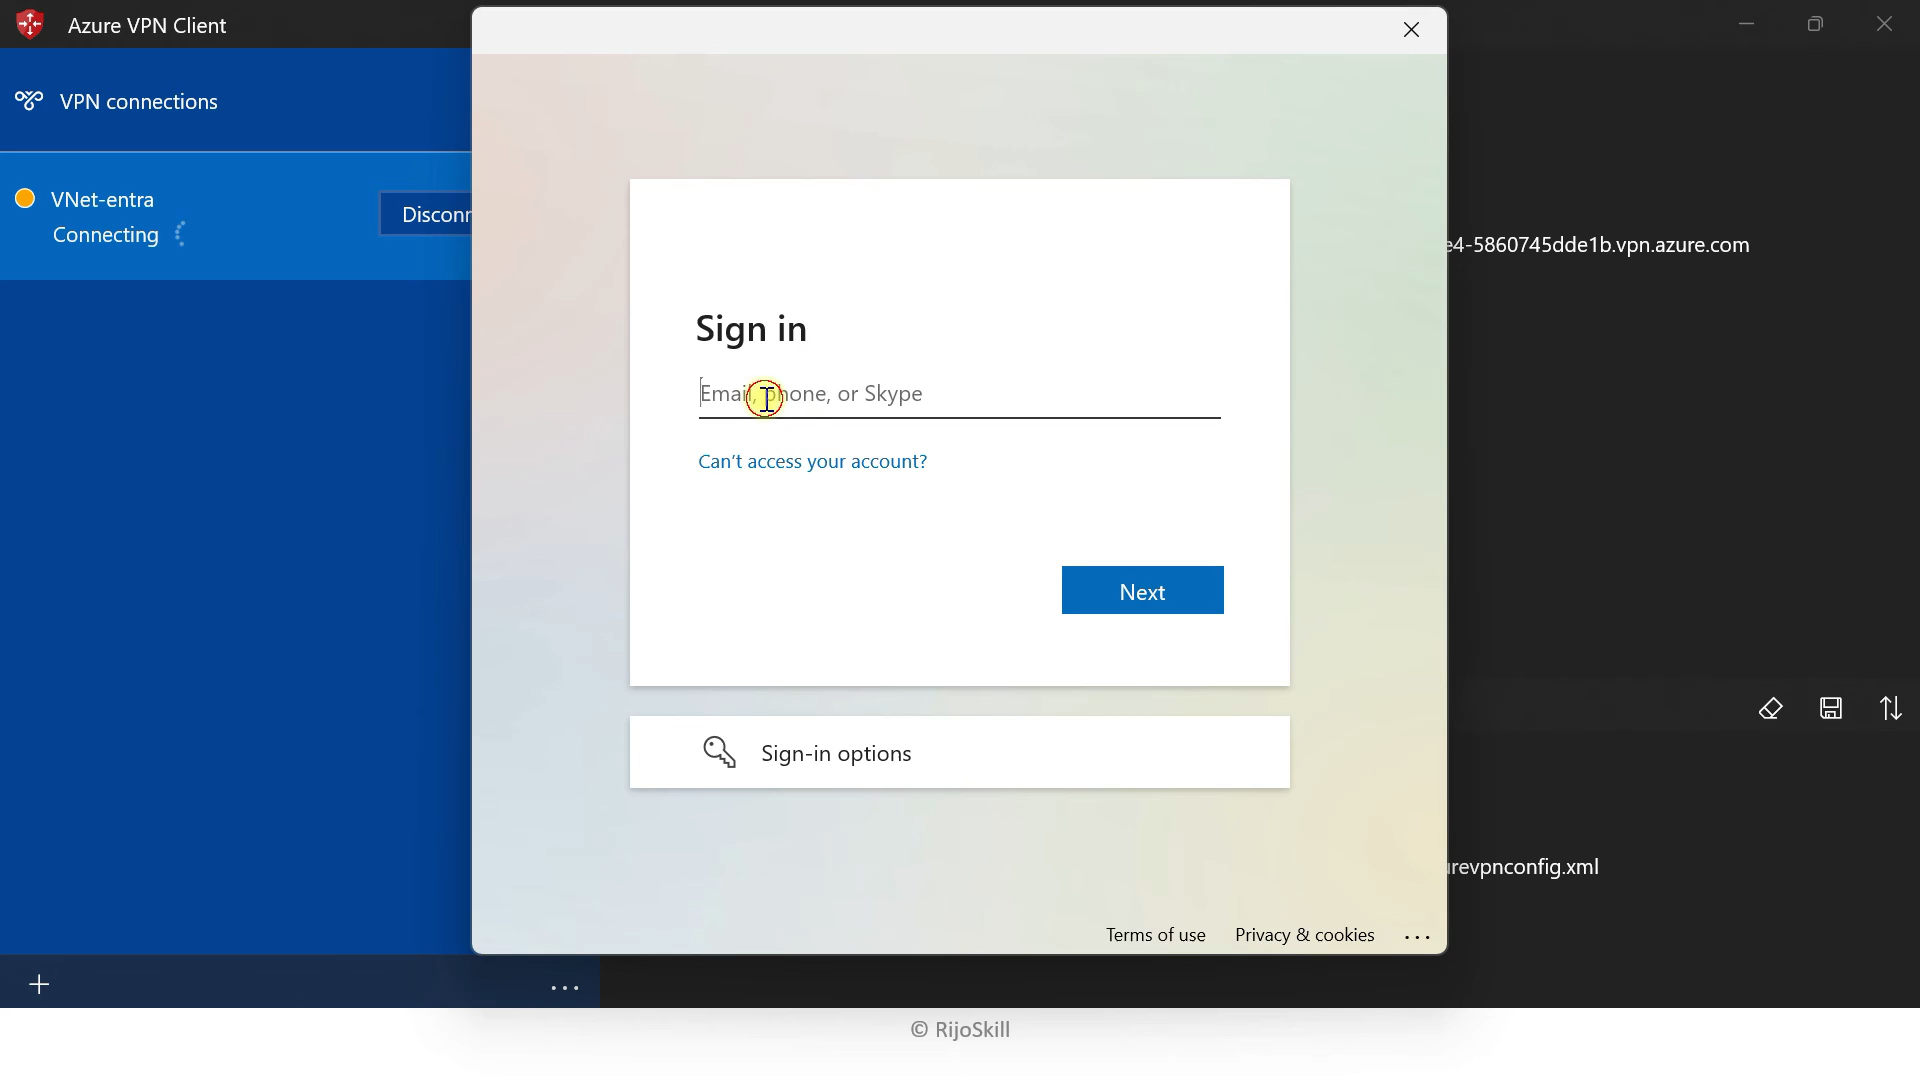 Azure VPN Client
VPN connections
VNet-entra
Connecting
Disconn
e4-5860745dde1b.vpn.azure.com
Sign in
Email, phone, or Skype
Can't access your account?
Next
Sign-in options
urevpnconfig.xml
Terms of use Privacy & cookies ...
...
© RijoSkill